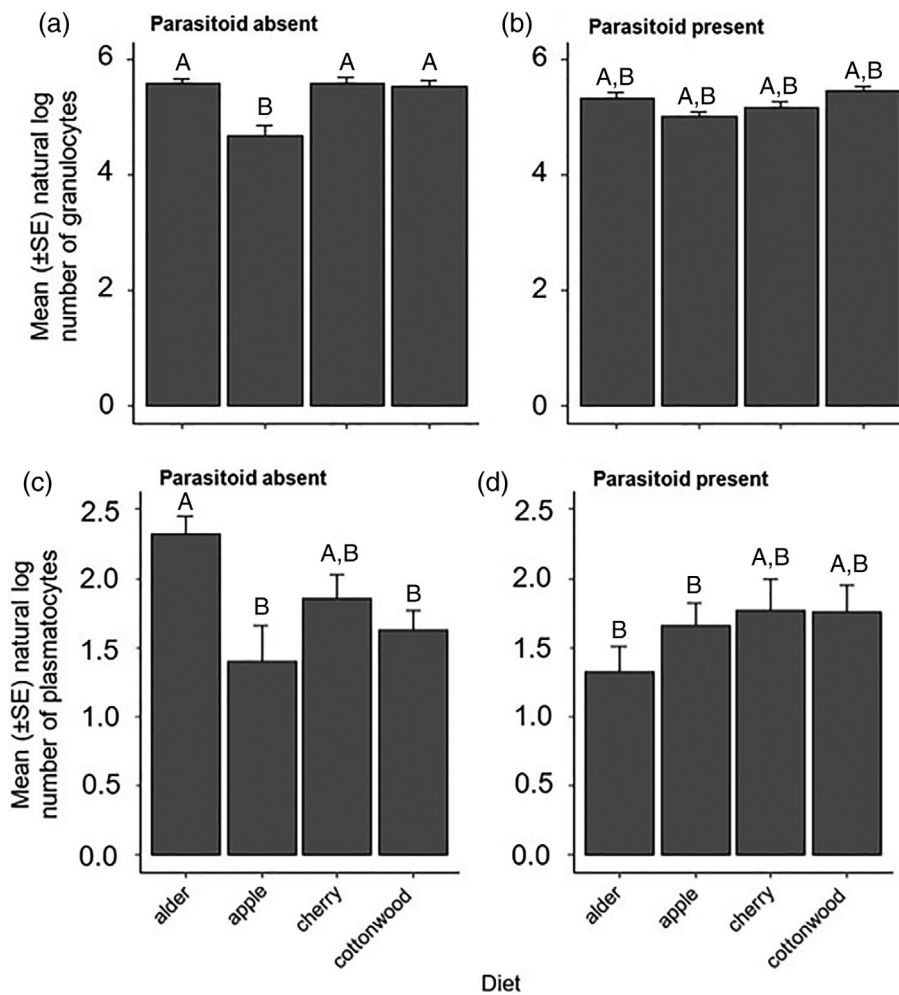 (a) Parasitoid absent
(b) Parasitoid present
Mean (±SE) natural log
number of granulocytes
6
4
2
0
A
B
A
A
6
4
2
0
A,B
A,B
A,B
A,B
(c) Parasitoid absent
(d) Parasitoid present
Mean (±SE) natural log
number of plasmatocytes
2.5
2.0
1.5
1.0
0.5
0.0
A
B
A,B
B
alder
apple
cherry
cottonwood
2.5
2.0
1.5
1.0
0.5
0.0
B
B
A,B
A,B
alder
apple
cherry
cottonwood
Diet